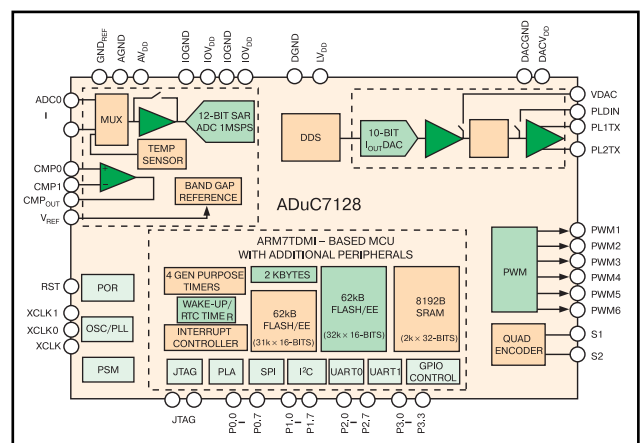 GNDREF
AGND
AVDD
IOGND
IOVDD
IOGND
IOVDD
DGND
LVDD
DACGND
DACVDD
ADC0
I
MUX
12-BIT SAR
ADC 1MSPS
TEMP
SENSOR
CMP0
+
CMP1
–
CMPOUT
VREF
BAND GAP
REFERENCE
DDS
10-BIT
IOUT DAC
VDAC
PLDIN
PL1TX
PL2TX
ADuC7128
ARM7TDMI – BASED MCU
WITH ADDITIONAL PERIPHERALS
4 GEN PURPOSE
TIMERS
WAKE-UP/
RTC TIMER
INTERRUPT
CONTROLLER
2 KBYTES
62kB
FLASH/EE
(31k × 16-BITS)
62kB
FLASH/EE
(32k × 16-BITS)
8192B
SRAM
(2k × 32-BITS)
JTAG
PLA
SPI
I2C
UART0
UART1
GPIO
CONTROL
RST
XCLK1
XCLK0
XCLK
POR
OSC/PLL
PSM
PWM
PWM1
PWM2
PWM3
PWM4
PWM5
PWM6
QUAD
ENCODER
S1
S2
JTAG
P0,0
I
P0.7
P1,0
I
P1,7
P2,0
I
P2,7
P3,0
I
P3.3